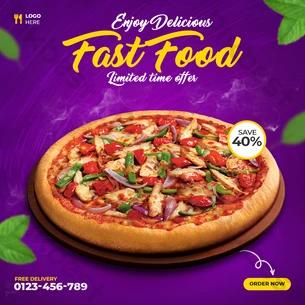 LOGO
HERE
Enjoy Delicious
Fast Food
Limited time offer
SAVE
40%
FREE DELIVERY
0123-456-789
ORDER NOW